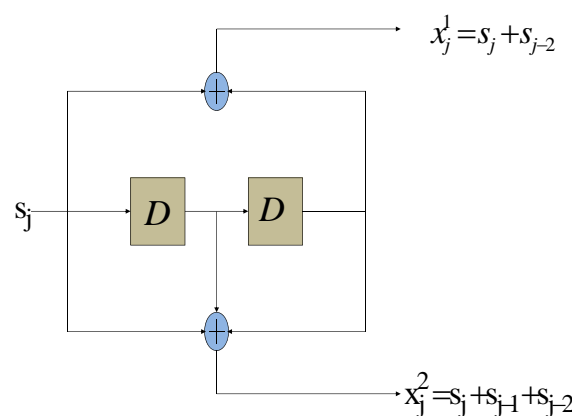 x_j^1 = s_j + s_{j-2}
+
s_j
D
D
+
x_j^2 = s_j + s_{j-1} + s_{j-2}